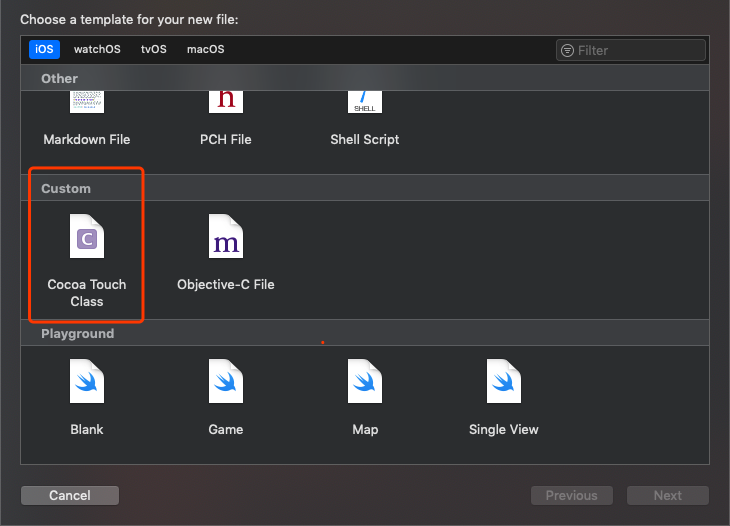 Choose a template for your new file:
iOS watchOS tvOS macOS Filter
Other
h SHELL
Markdown File PCH File Shell Script
Custom
C m
Cocoa Touch Class Objective-C File
Playground
Blank Game Map Single View
Cancel Previous Next